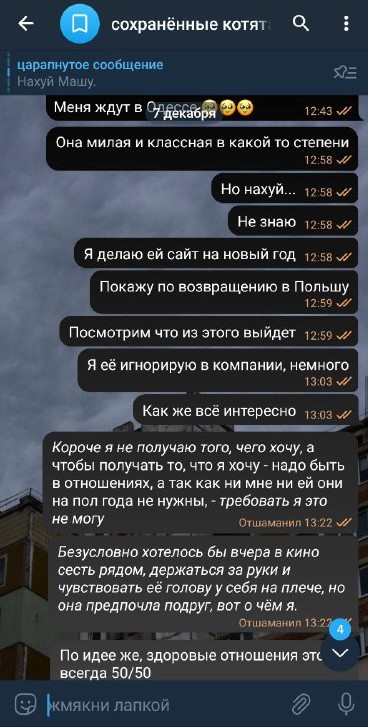 сохранённые котят
царапнутое сообщение
Нахуй Машу.
Меня ждут в Одессе 🥹🥹🥹
12:43
7 декабря
Она милая и классная в какой то степени
12:58
Но нахуй...
12:58
Не знаю
12:58
Я делаю ей сайт на новый год
12:58
Покажу по возвращению в Польшу
12:59
Посмотрим что из этого выйдет
12:59
Я её игнорирую в компании, немного
13:03
Как же всё интересно
13:03
Короче я не получаю того, чего хочу, а
чтобы получать то, что я хочу - надо быть
в отношениях, а так как ни мне ни ей они
на пол года не нужны, - требовать я это
не могу
Отшаманил 13:22
Безусловно хотелось бы вчера в кино
сесть рядом, держаться за руки и
чувствовать её голову у себя на плече, но
она предпочла подруг, вот о чём я.
Отшаманил 13:22
4
По идее же, здоровые отношения это
всегда 50/50
жмякни лапкой